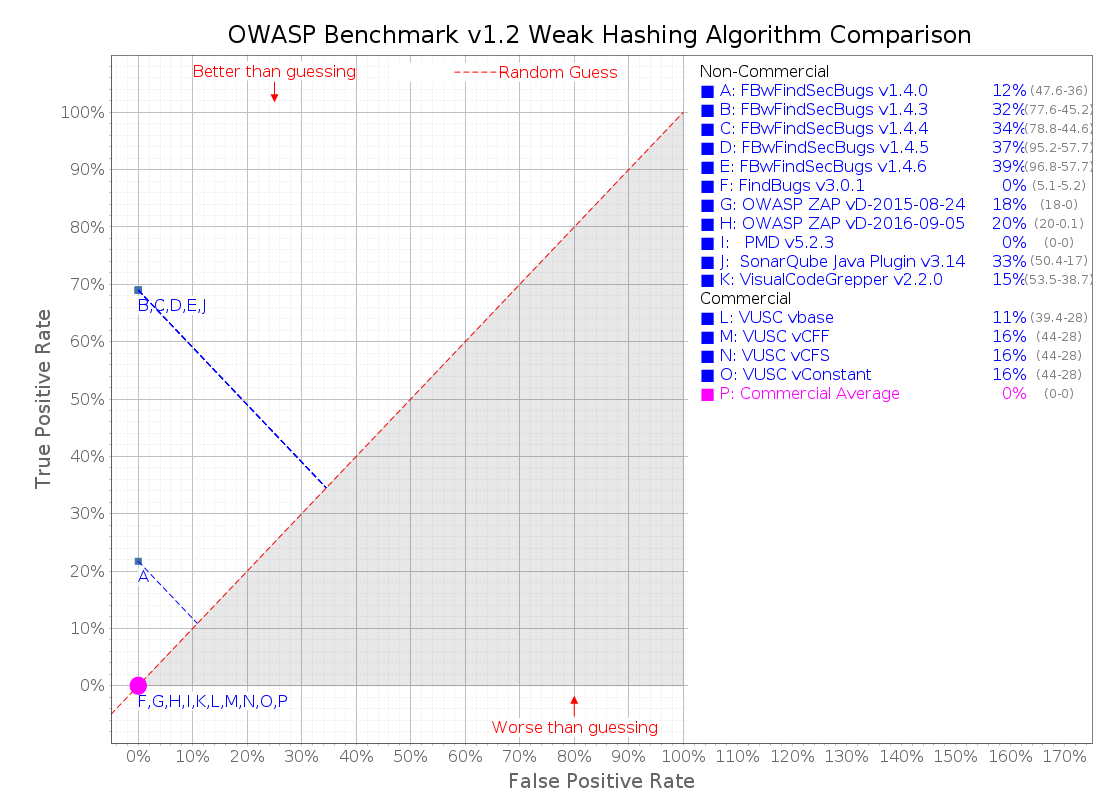 OWASP Benchmark v1.2 Weak Hashing Algorithm Comparison
Better than guessing
Random Guess
Non-Commercial
A: FBwFindSecBugs v1.4.0 12% (47.6-36)
B: FBwFindSecBugs v1.4.3 32% (77.6-45.2)
C: FBwFindSecBugs v1.4.4 34% (78.8-44.6)
D: FBwFindSecBugs v1.4.5 37% (95.2-57.7)
E: FBwFindSecBugs v1.4.6 39% (96.8-57.7)
F: FindBugs v3.0.1 0% (5.1-5.2)
G: OWASP ZAP vD-2015-08-24 18% (18-0)
H: OWASP ZAP vD-2016-09-05 20% (20-0.1)
I: PMD v5.2.3 0% (0-0)
J: SonarQube Java Plugin v3.14 33% (50.4-17)
K: VisualCodeGrepper v2.2.0 15% (53.5-38.7)
Commercial
L: VUSC vbase 11% (39.4-28)
M: VUSC vCFF 16% (44-28)
N: VUSC vCFS 16% (44-28)
O: VUSC vConstant 16% (44-28)
P: Commercial Average 0% (0-0)
True Positive Rate
100%
90%
80%
70%
60%
50%
40%
30%
20%
10%
0%
B,C,D,E,J
A
F,G,H,I,K,L,M,N,O,P
Worse than guessing
0% 10% 20% 30% 40% 50% 60% 70% 80% 90% 100% 110% 120% 130% 140% 150% 160% 170%
False Positive Rate